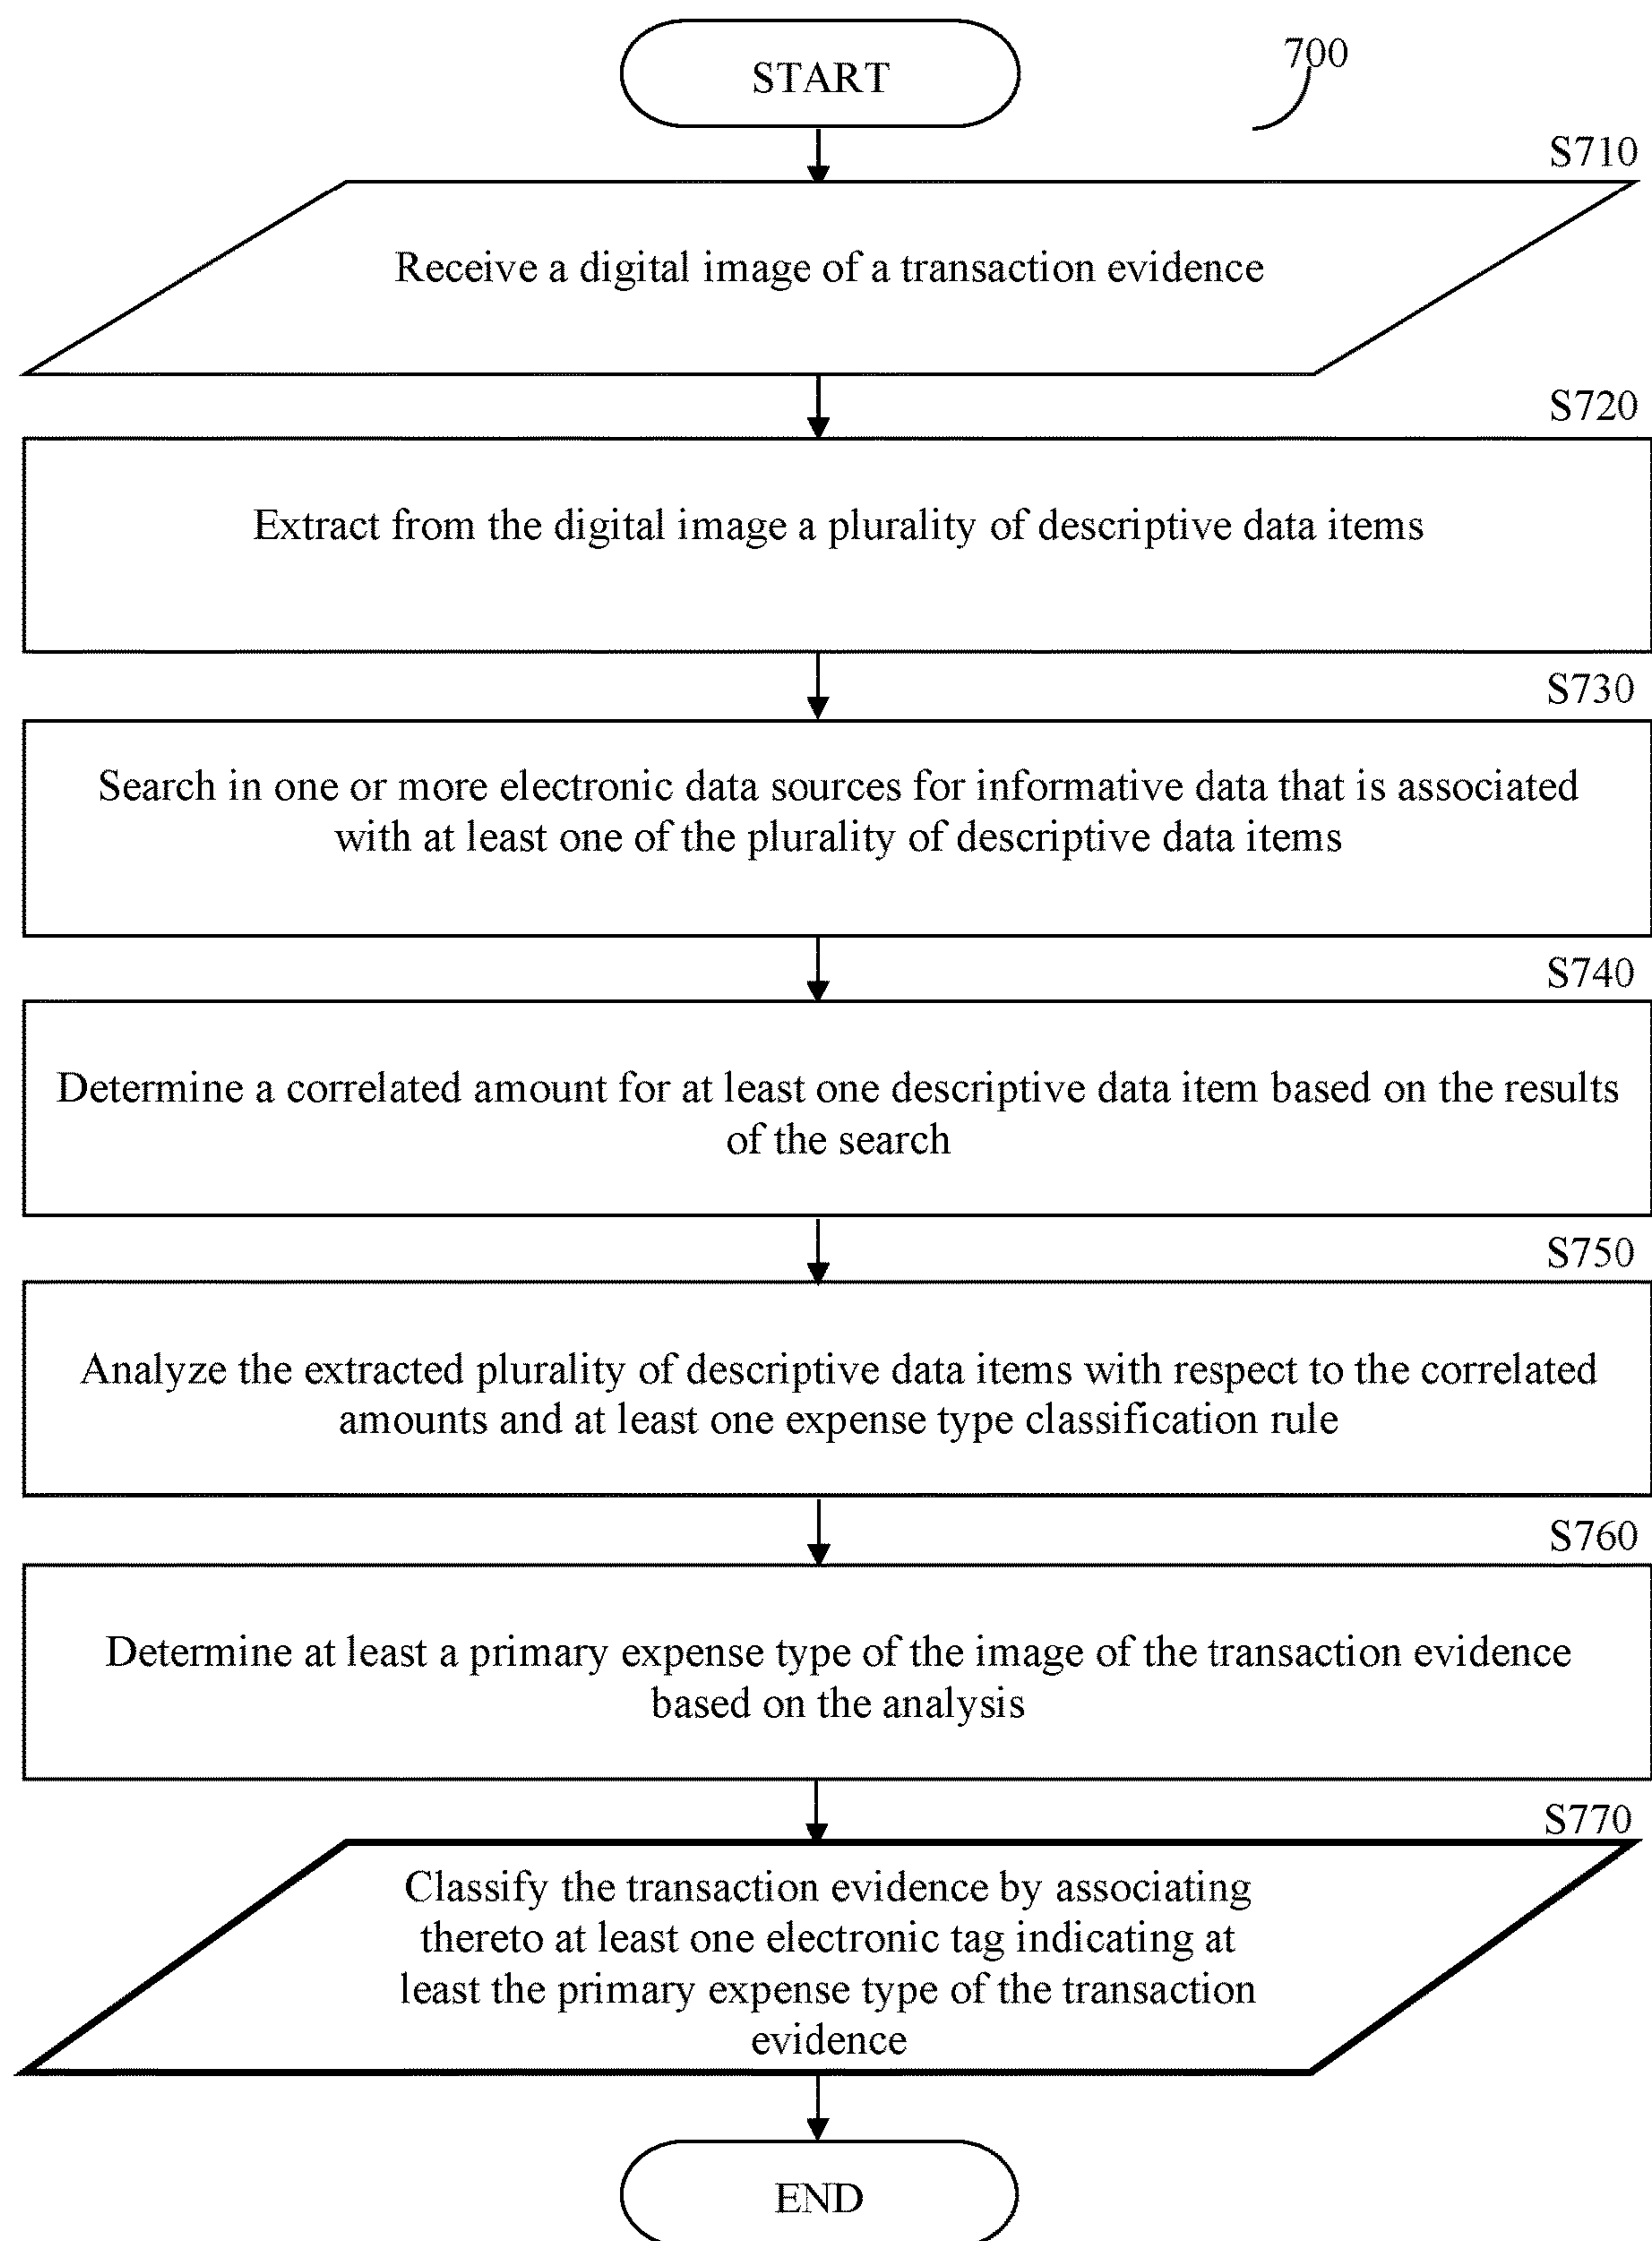 START
700
S710
Receive a digital image of a transaction evidence
S720
Extract from the digital image a plurality of descriptive data items
S730
Search in one or more electronic data sources for informative data that is associated
with at least one of the plurality of descriptive data items
S740
Determine a correlated amount for at least one descriptive data item based on the results
of the search
S750
Analyze the extracted plurality of descriptive data items with respect to the correlated
amounts and at least one expense type classification rule
S760
Determine at least a primary expense type of the image of the transaction evidence
based on the analysis
S770
Classify the transaction evidence by associating
thereto at least one electronic tag indicating at
least the primary expense type of the transaction
evidence
END